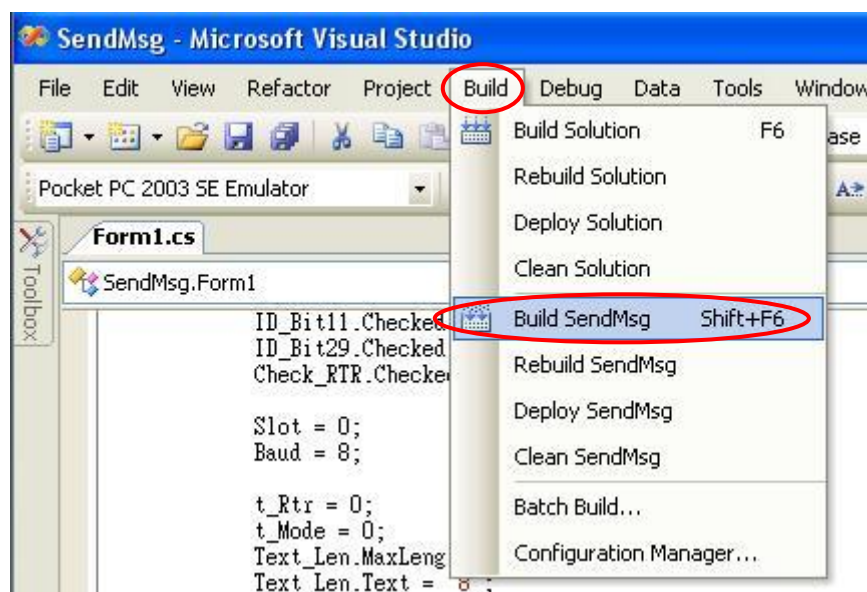 SendMsg - Microsoft Visual Studio
File Edit View Refactor Project Build Debug Data Tools Window
Build Solution F6
ase
Rebuild Solution
Pocket PC 2003 SE Emulator
Deploy Solution
Form1.cs
Clean Solution
Toolbox
SendMsg.Form1
Build SendMsg Shift+F6
ID_Bit11.Checked
ID_Bit29.Checked
Rebuild SendMsg
Check_RTR.Checked
Deploy SendMsg
Slot = 0;
Baud = 8;
Clean SendMsg
t_Rtr = 0;
Batch Build...
t_Mode = 0;
Text_Len.MaxLeng
Configuration Manager...
Text_Len.Text = "8";